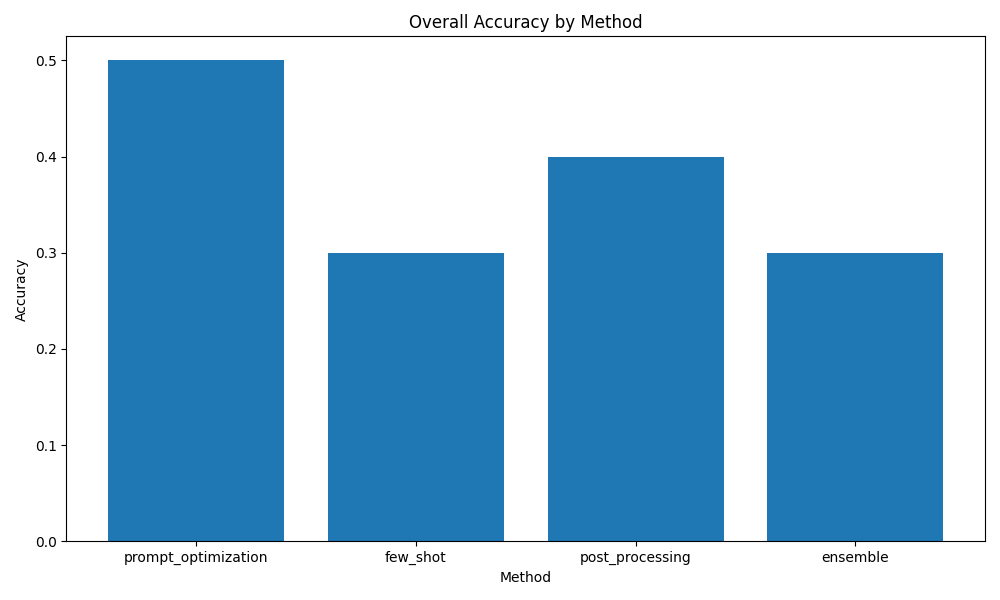 Overall Accuracy by Method
Accuracy
0.5
0.4
0.3
0.2
0.1
0.0
prompt_optimization few_shot post_processing ensemble
Method